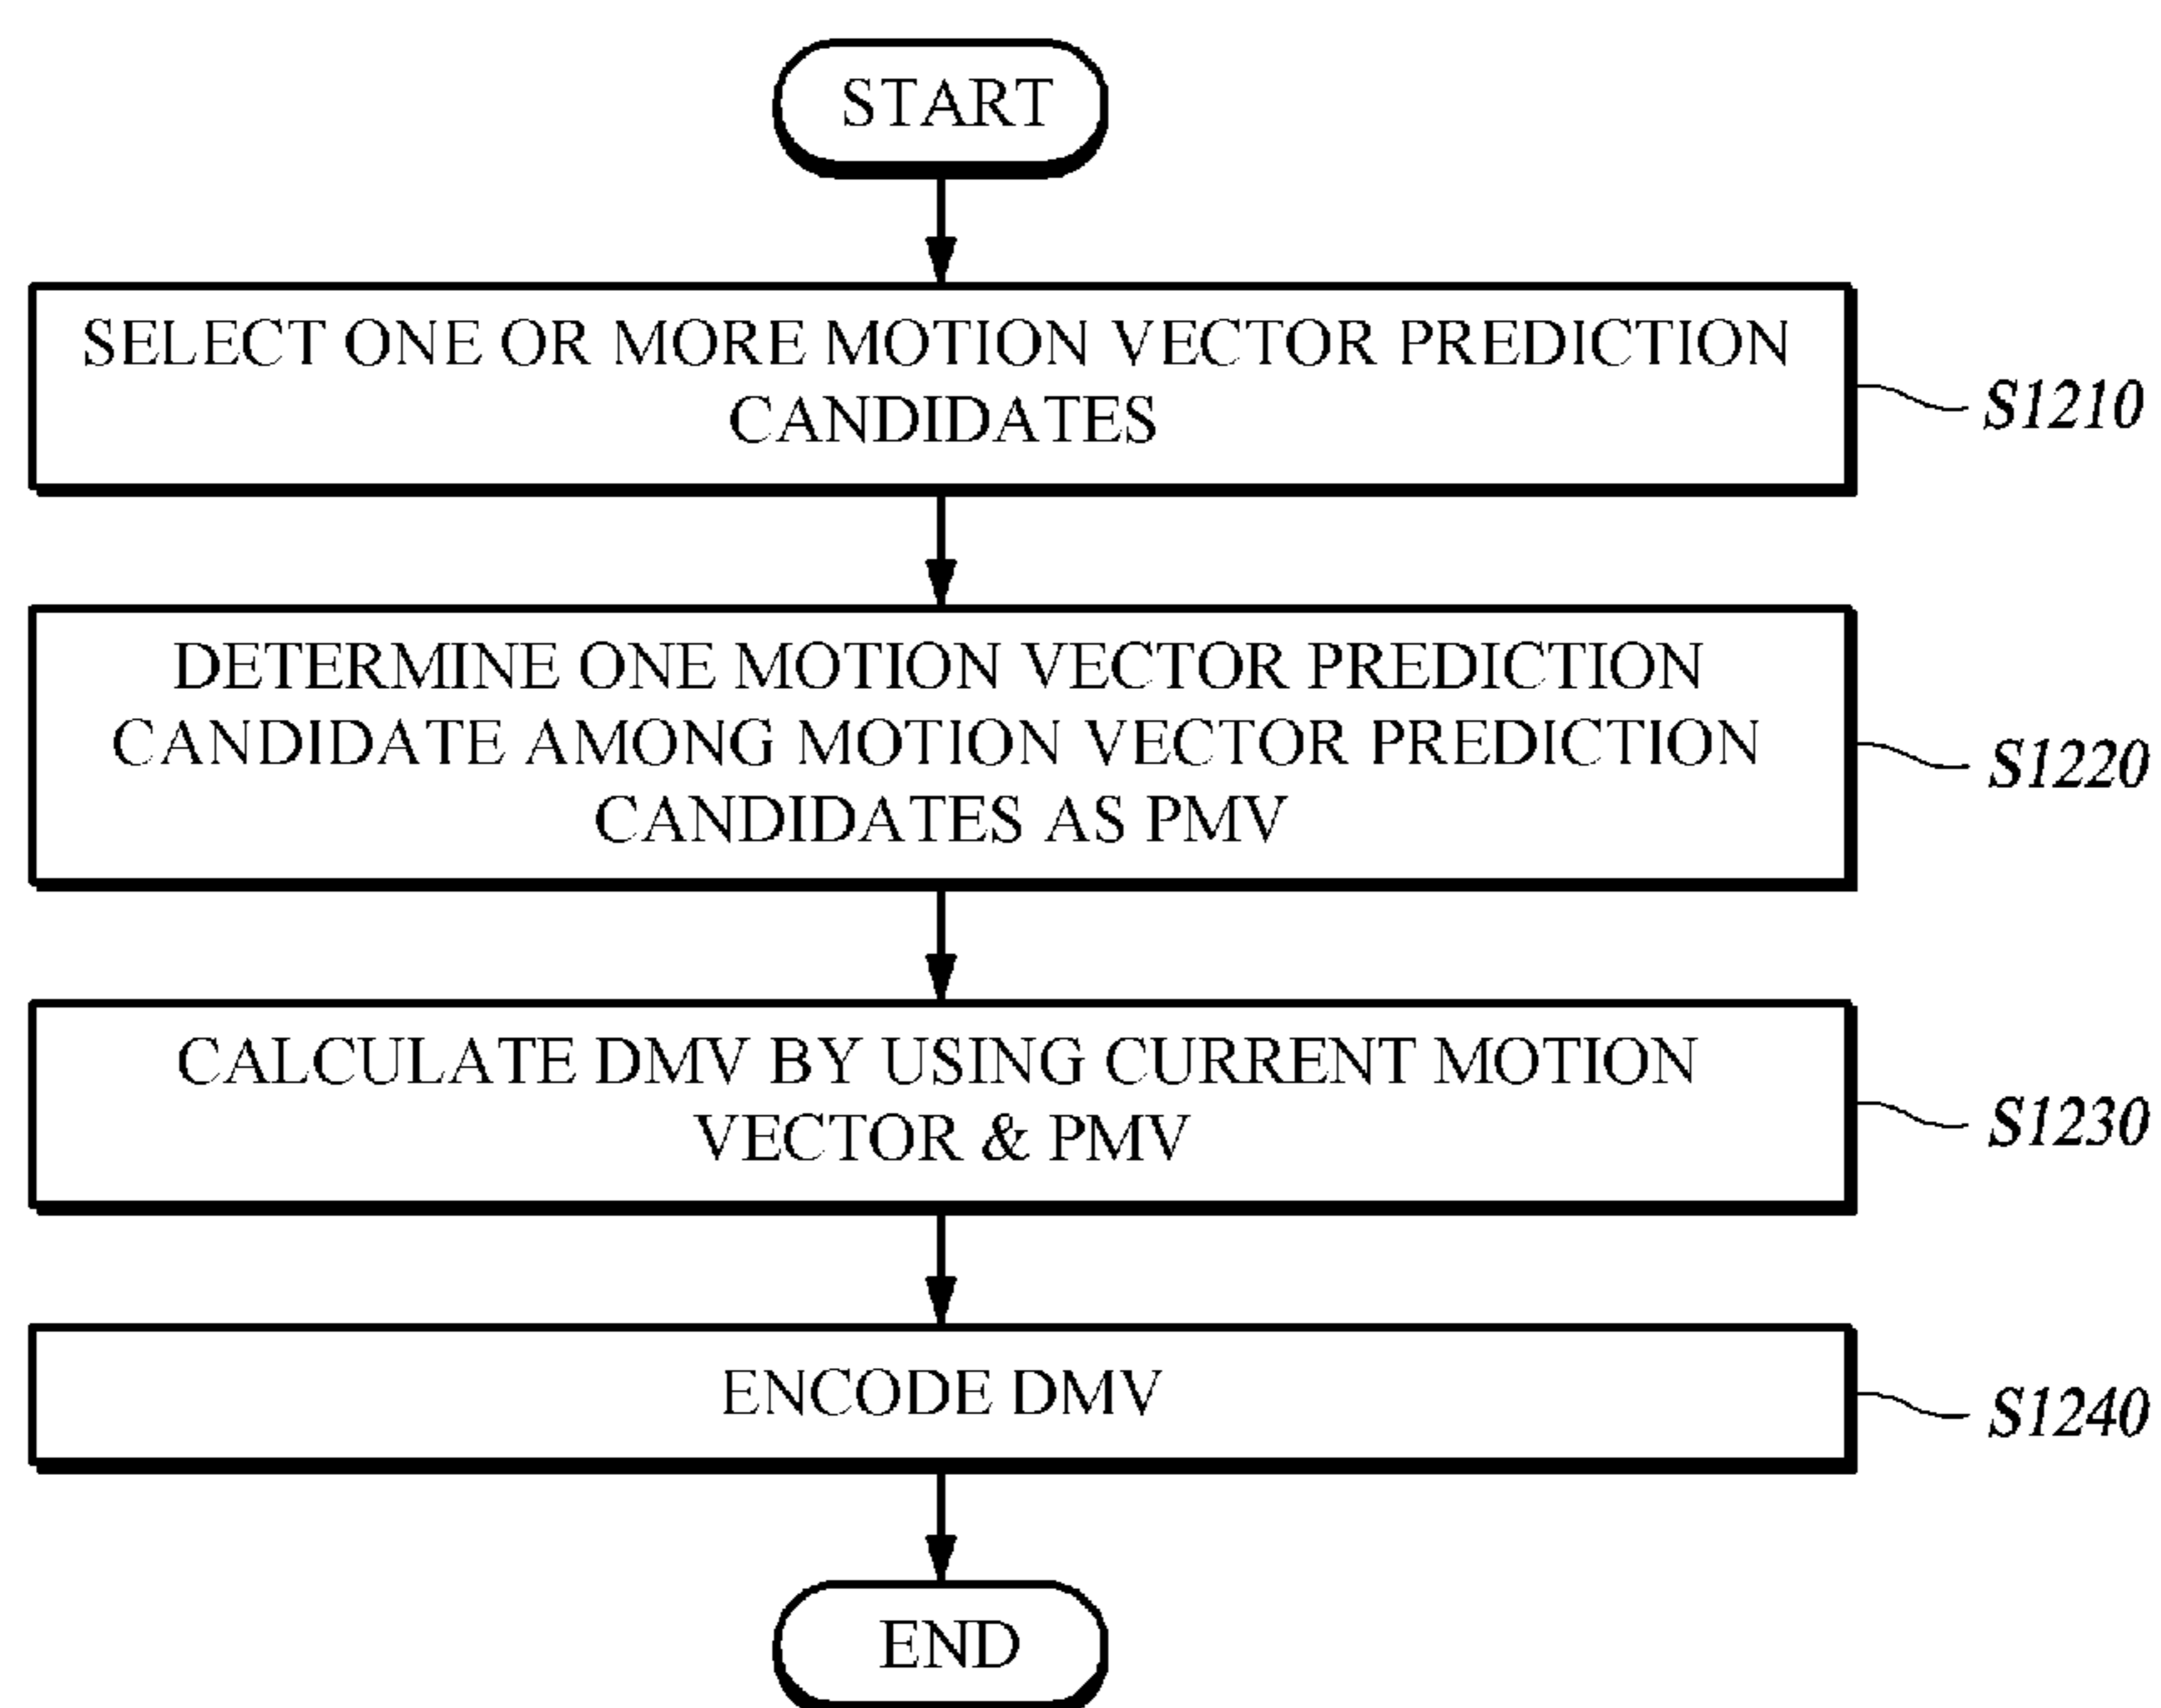 START
SELECT ONE OR MORE MOTION VECTOR PREDICTION
CANDIDATES
S1210
DETERMINE ONE MOTION VECTOR PREDICTION
CANDIDATE AMONG MOTION VECTOR PREDICTION
CANDIDATES AS PMV
S1220
CALCULATE DMV BY USING CURRENT MOTION
VECTOR & PMV
S1230
ENCODE DMV
S1240
END